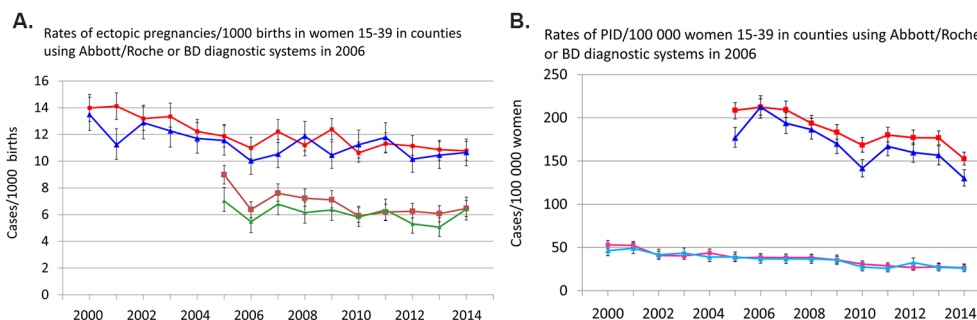 A.
Rates of ectopic pregnancies/1000 births in women 15-39 in counties
using Abbott/Roche or BD diagnostic systems in 2006
Cases/1000 births
16
14
12
10
8
6
4
2
0
2000 2002 2004 2006 2008 2010 2012 2014
B.
Rates of PID/100 000 women 15-39 in counties using Abbott/Roche
or BD diagnostic systems in 2006
Cases/100 000 women
250
200
150
100
50
0
2000 2002 2004 2006 2008 2010 2012 2014